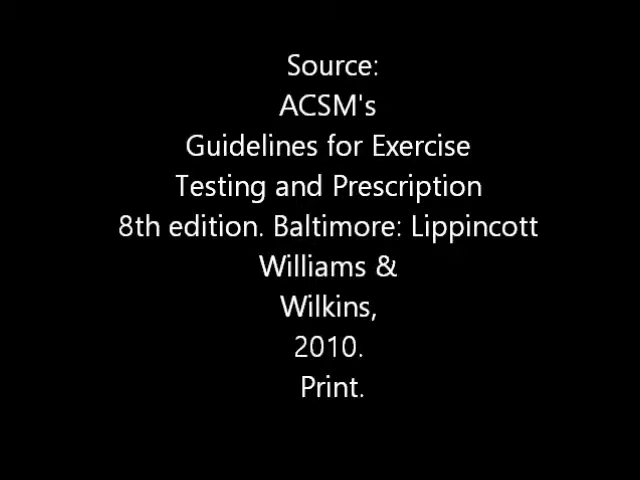 Source:
ACSM's
Guidelines for Exercise
Testing and Prescription
8th edition. Baltimore: Lippincott
Williams &
Wilkins,
2010.
Print.